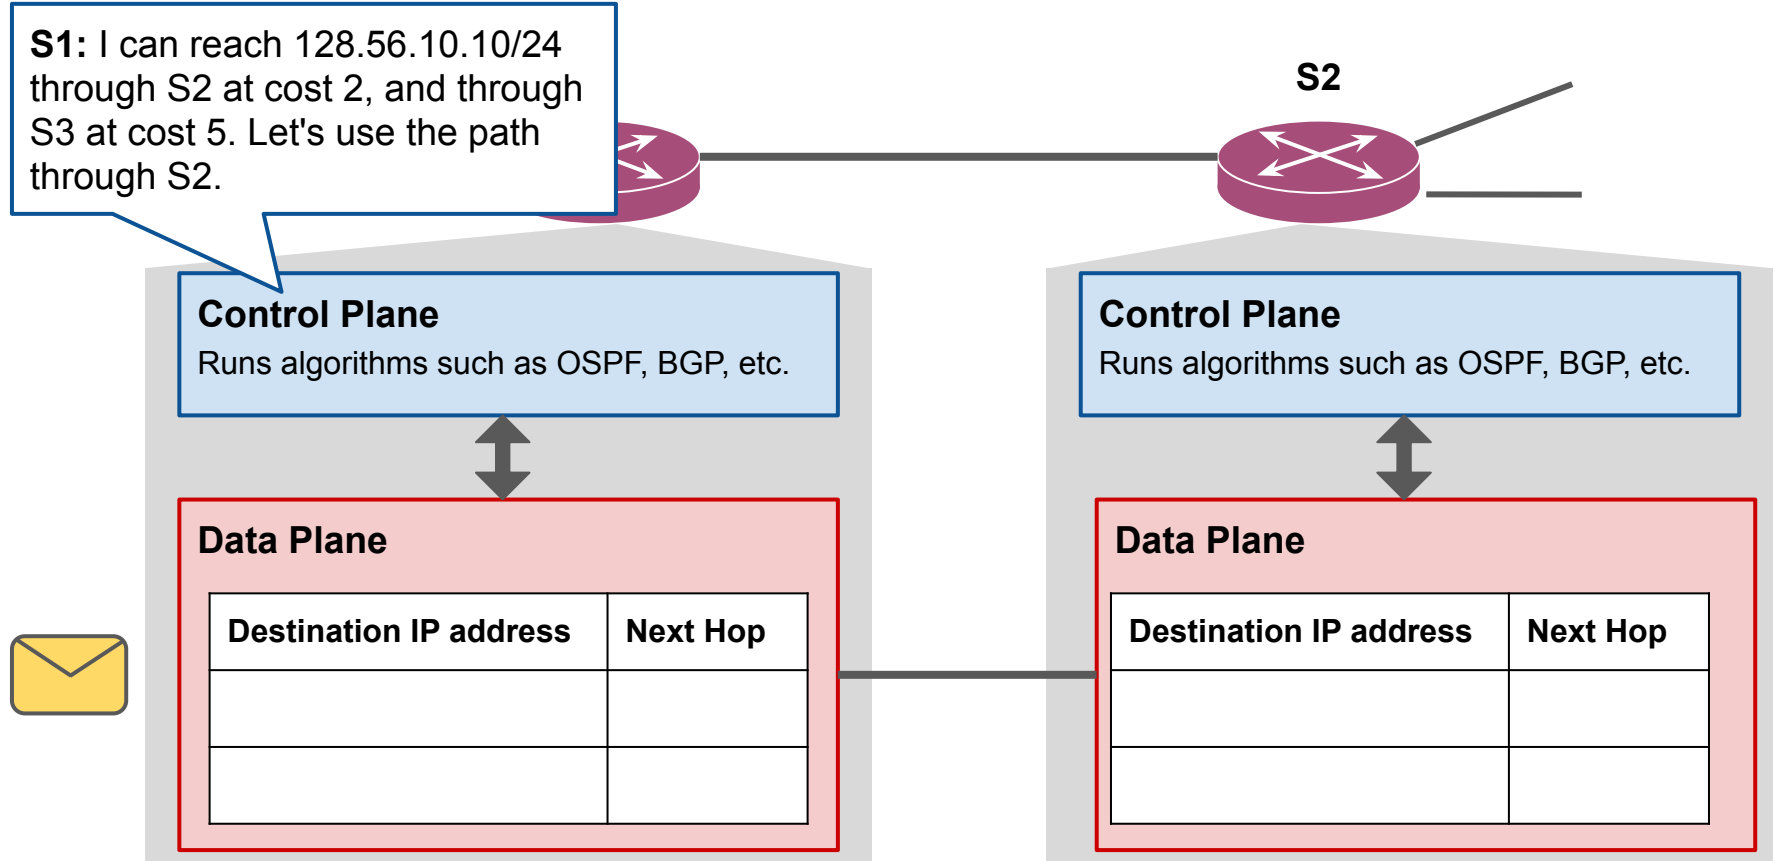 S1: I can reach 128.56.10.10/24
through S2 at cost 2, and through
S3 at cost 5. Let's use the path
through S2.
S2
Control Plane
Runs algorithms such as OSPF, BGP, etc.
Control Plane
Runs algorithms such as OSPF, BGP, etc.
Data Plane
Destination IP address Next Hop
Data Plane
Destination IP address Next Hop